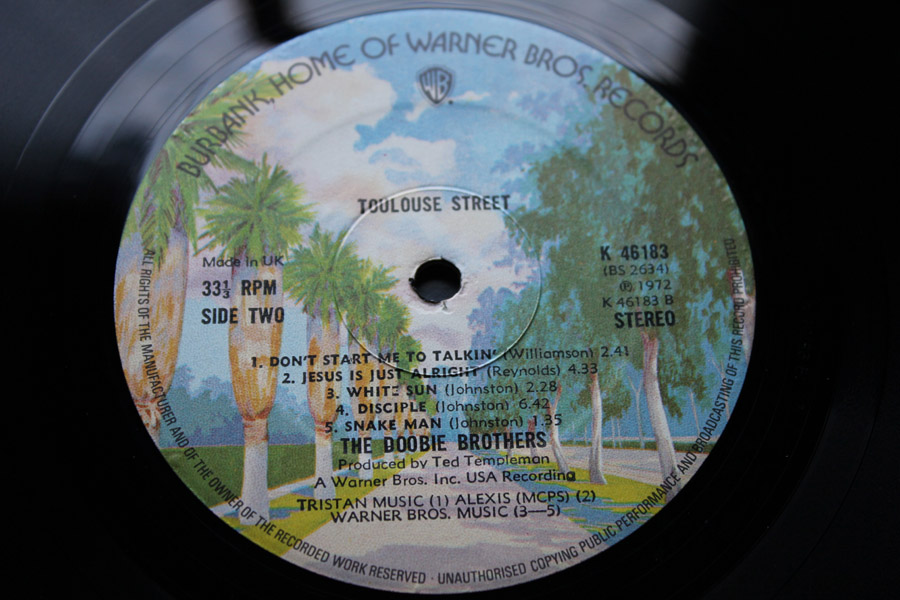 BURBANK, HOME OF WARNER BROS. RECORDS
WB
TOULOUSE STREET
Made in UK
33⅓ RPM
SIDE TWO
K 46183
(BS 2634)
℗ 1972
K 46183 B
STEREO
1. DON'T START ME TO TALKIN' (Williamson) 2.41
2. JESUS IS JUST ALRIGHT (Reynolds) 4.33
3. WHITE SUN (Johnston) 2.28
4. DISCIPLE (Johnston) 6.42
5. SNAKE MAN (Johnston) 1.35
THE DOOBIE BROTHERS
Produced by Ted Templeman
A Warner Bros. Inc. USA Recording
TRISTAN MUSIC (1) ALEXIS (MCPS) (2)
WARNER BROS. MUSIC (3—5)
ALL RIGHTS OF THE MANUFACTURER AND OF THE OWNER OF THE RECORDED WORK RESERVED · UNAUTHORISED COPYING PUBLIC PERFORMANCE AND BROADCASTING OF THIS RECORD PROHIBITED